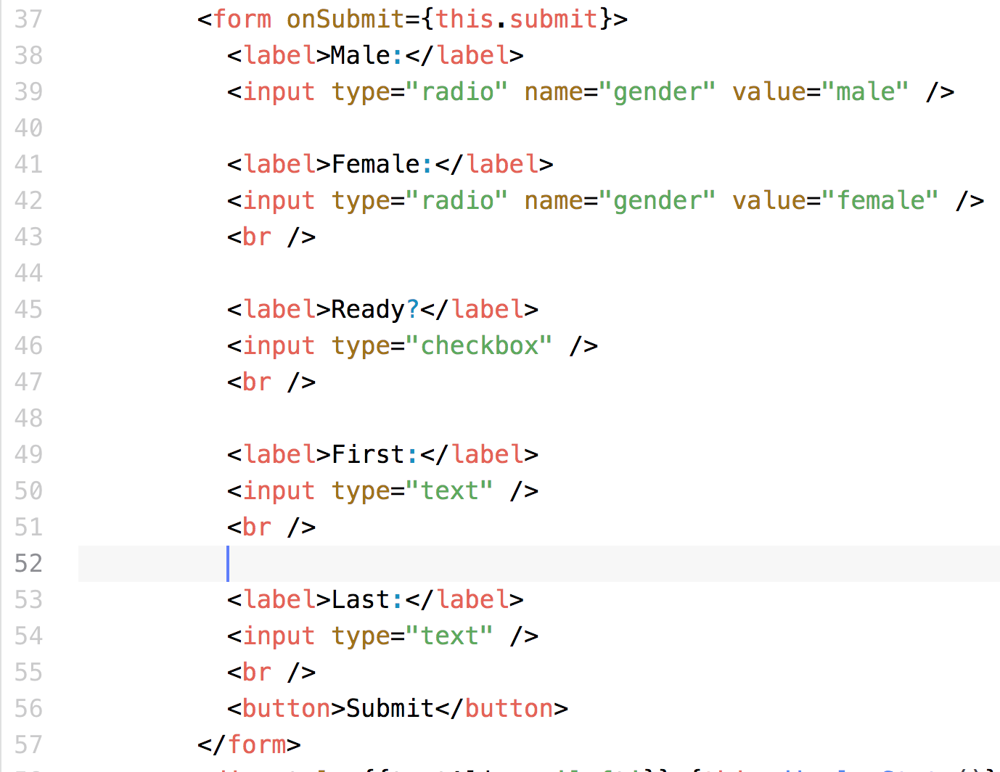 37 <form onSubmit={this.submit}>
38 <label>Male:</label>
39 <input type="radio" name="gender" value="male" />
40
41 <label>Female:</label>
42 <input type="radio" name="gender" value="female" />
43 <br />
44
45 <label>Ready?</label>
46 <input type="checkbox" />
47 <br />
48
49 <label>First:</label>
50 <input type="text" />
51 <br />
52
53 <label>Last:</label>
54 <input type="text" />
55 <br />
56 <button>Submit</button>
57 </form>